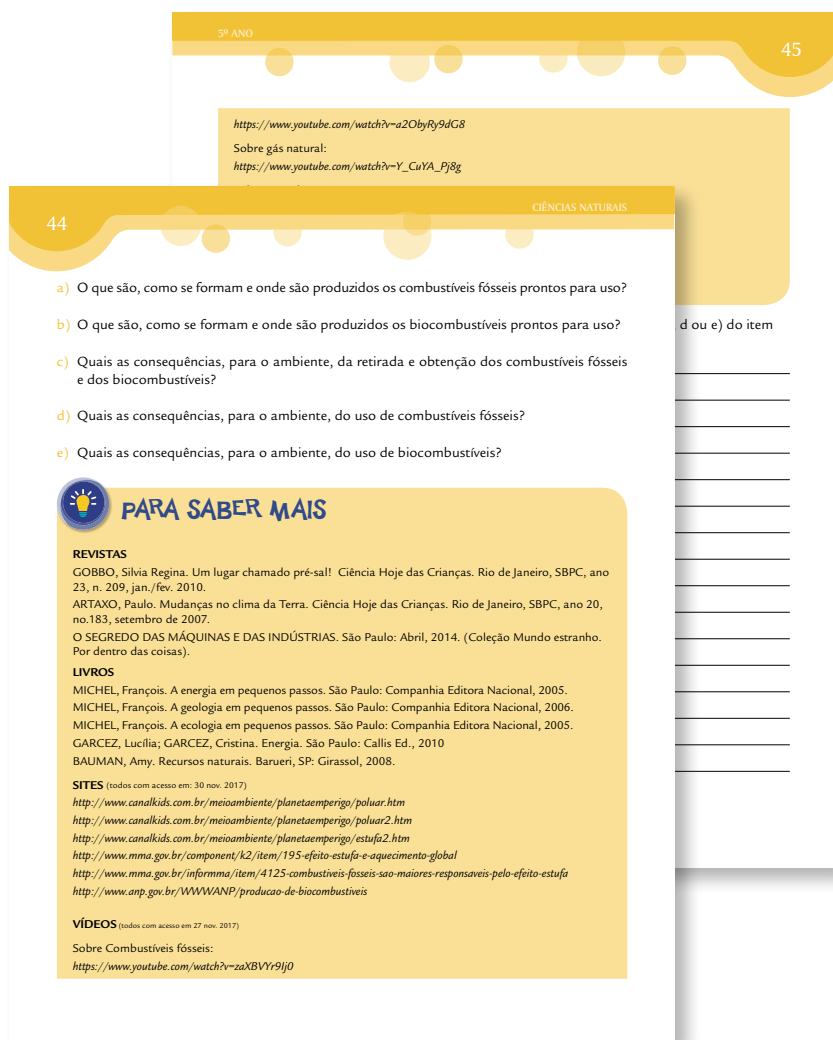 5º ANO
45
https://www.youtube.com/watch?v=a2ObyRy9dG8
Sobre gás natural:
https://www.youtube.com/watch?v=Y_CuYA_Pj8g
d ou e) do item
44
CIÊNCIAS NATURAIS
a) O que são, como se formam e onde são produzidos os combustíveis fósseis prontos para uso?
b) O que são, como se formam e onde são produzidos os biocombustíveis prontos para uso?
c) Quais as consequências, para o ambiente, da retirada e obtenção dos combustíveis fósseis
e dos biocombustíveis?
d) Quais as consequências, para o ambiente, do uso de combustíveis fósseis?
e) Quais as consequências, para o ambiente, do uso de biocombustíveis?
PARA SABER MAIS
REVISTAS
GOBBO, Silvia Regina. Um lugar chamado pré-sal! Ciência Hoje das Crianças. Rio de Janeiro, SBPC, ano
23, n. 209, jan./fev. 2010.
ARTAXO, Paulo. Mudanças no clima da Terra. Ciência Hoje das Crianças. Rio de Janeiro, SBPC, ano 20,
no.183, setembro de 2007.
O SEGREDO DAS MÁQUINAS E DAS INDÚSTRIAS. São Paulo: Abril, 2014. (Coleção Mundo estranho.
Por dentro das coisas).
LIVROS
MICHEL, François. A energia em pequenos passos. São Paulo: Companhia Editora Nacional, 2005.
MICHEL, François. A geologia em pequenos passos. São Paulo: Companhia Editora Nacional, 2006.
MICHEL, François. A ecologia em pequenos passos. São Paulo: Companhia Editora Nacional, 2005.
GARCEZ, Lucília; GARCEZ, Cristina. Energia. São Paulo: Callis Ed., 2010
BAUMAN, Amy. Recursos naturais. Barueri, SP: Girassol, 2008.
SITES (todos com acesso em: 30 nov. 2017)
http://www.canalkids.com.br/meioambiente/planetaemperigo/poluar.htm
http://www.canalkids.com.br/meioambiente/planetaemperigo/poluar2.htm
http://www.canalkids.com.br/meioambiente/planetaemperigo/estufa2.htm
http://www.mma.gov.br/component/k2/item/195-efeito-estufa-e-aquecimento-global
http://www.mma.gov.br/informma/item/4125-combustiveis-fosseis-sao-maiores-responsaveis-pelo-efeito-estufa
http://www.anp.gov.br/WWWANP/producao-de-biocombustiveis
VÍDEOS (todos com acesso em 27 nov. 2017)
Sobre Combustíveis fósseis:
https://www.youtube.com/watch?v=zaXBVYr9Ij0